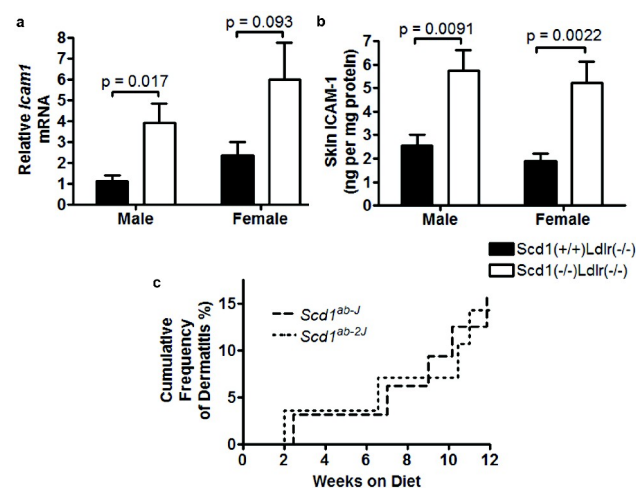 a
p = 0.017
p = 0.093
Relative Icam1
mRNA
8
7
6
5
4
3
2
1
0
Male
Female
b
p = 0.0091
p = 0.0022
Skin ICAM-1
(ng per mg protein)
7
6
5
4
3
2
1
0
Male
Female
Scd1(+/+)Ldlr(-/-)
Scd1(-/-)Ldlr(-/-)
c
Scd1ab-J
Scd1ab-2J
Cumulative
Frequency
of Dermatitis %)
15
10
5
0
0
2
4
6
8
10
12
Weeks on Diet